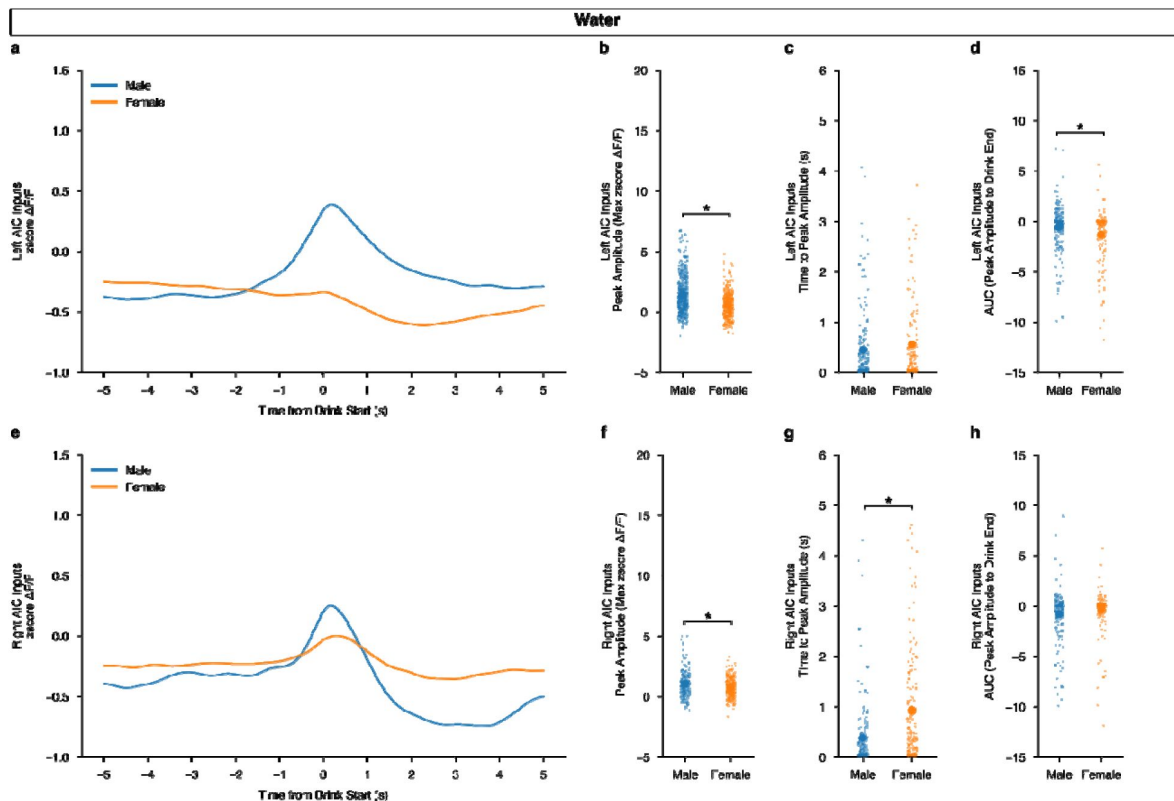 Water
a
b
c
d
Male
Female
Left AIC Inputs
zscore ΔF/F
1.5
1.0
0.5
0.0
−0.5
−1.0
−5 −4 −3 −2 −1 0 1 2 3 4 5
Time from Drink Start (s)
Left AIC Inputs
Peak Amplitude (Max zscore ΔF/F)
20
15
10
5
0
−5
*
Male Female
Left AIC Inputs
Time to Peak Amplitude (s)
6
5
4
3
2
1
0
Male Female
Left AIC Inputs
AUC (Peak Amplitude to Drink End)
15
10
5
0
−5
−10
−15
*
Male Female
e
f
g
h
Male
Female
Right AIC Inputs
zscore ΔF/F
1.5
1.0
0.5
0.0
−0.5
−1.0
−5 −4 −3 −2 −1 0 1 2 3 4 5
Time from Drink Start (s)
Right AIC Inputs
Peak Amplitude (Max zscore ΔF/F)
20
15
10
5
0
−5
*
Male Female
Right AIC Inputs
Time to Peak Amplitude (s)
6
5
4
3
2
1
0
*
Male Female
Right AIC Inputs
AUC (Peak Amplitude to Drink End)
15
10
5
0
−5
−10
−15
Male Female